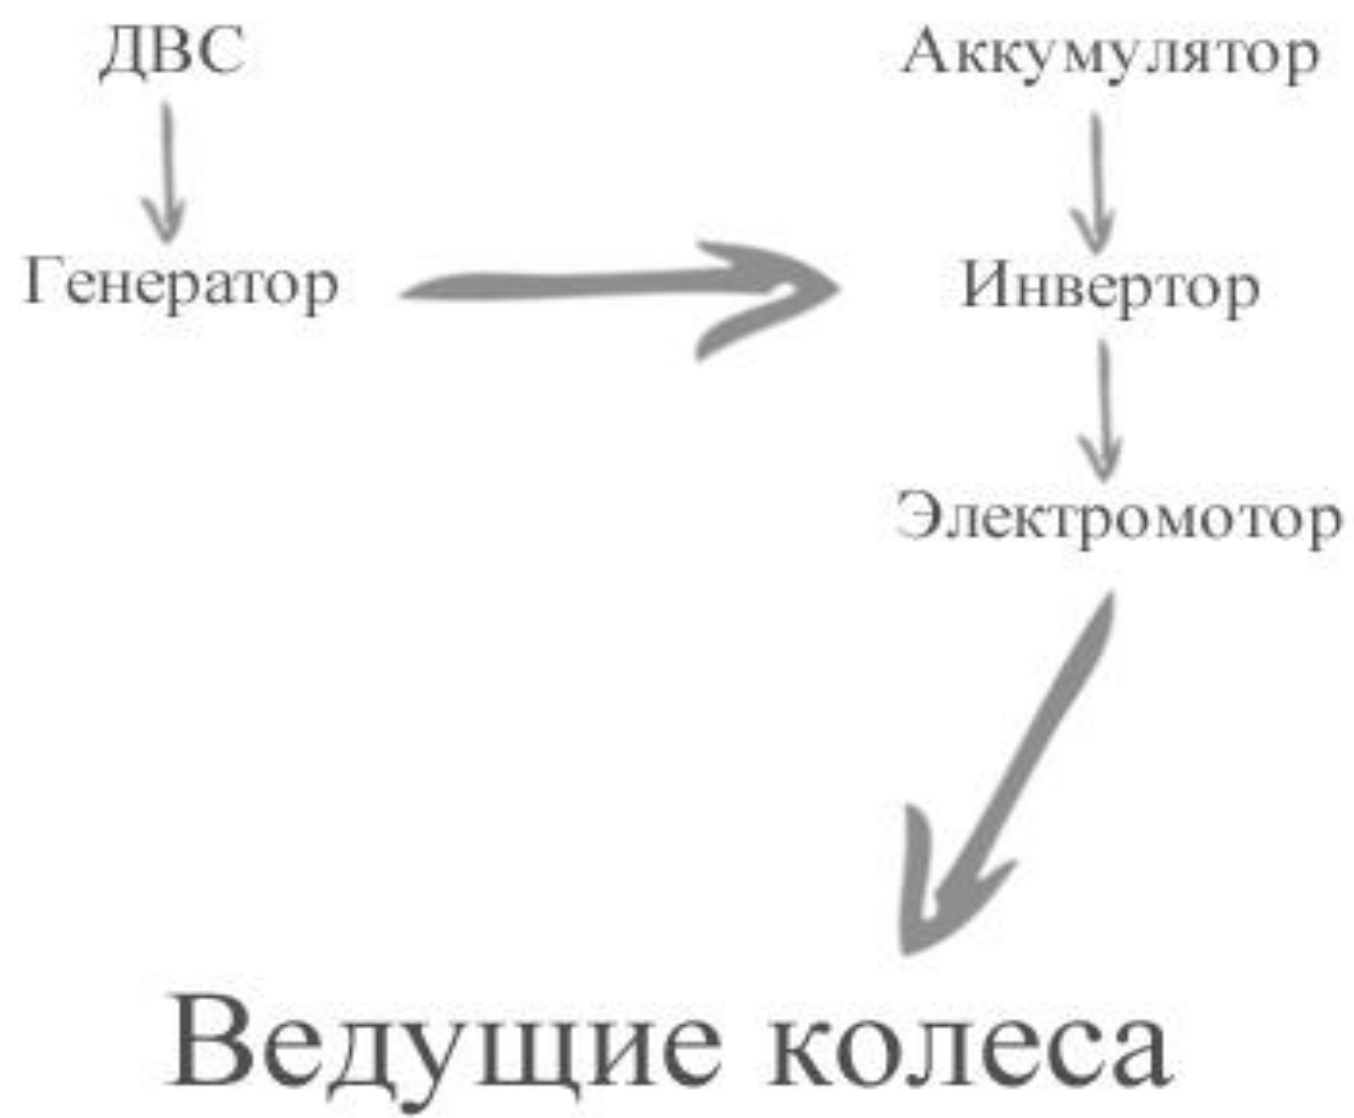 ДВС
Аккумулятор
Генератор
Инвертор
Электромотор
Ведущие колеса